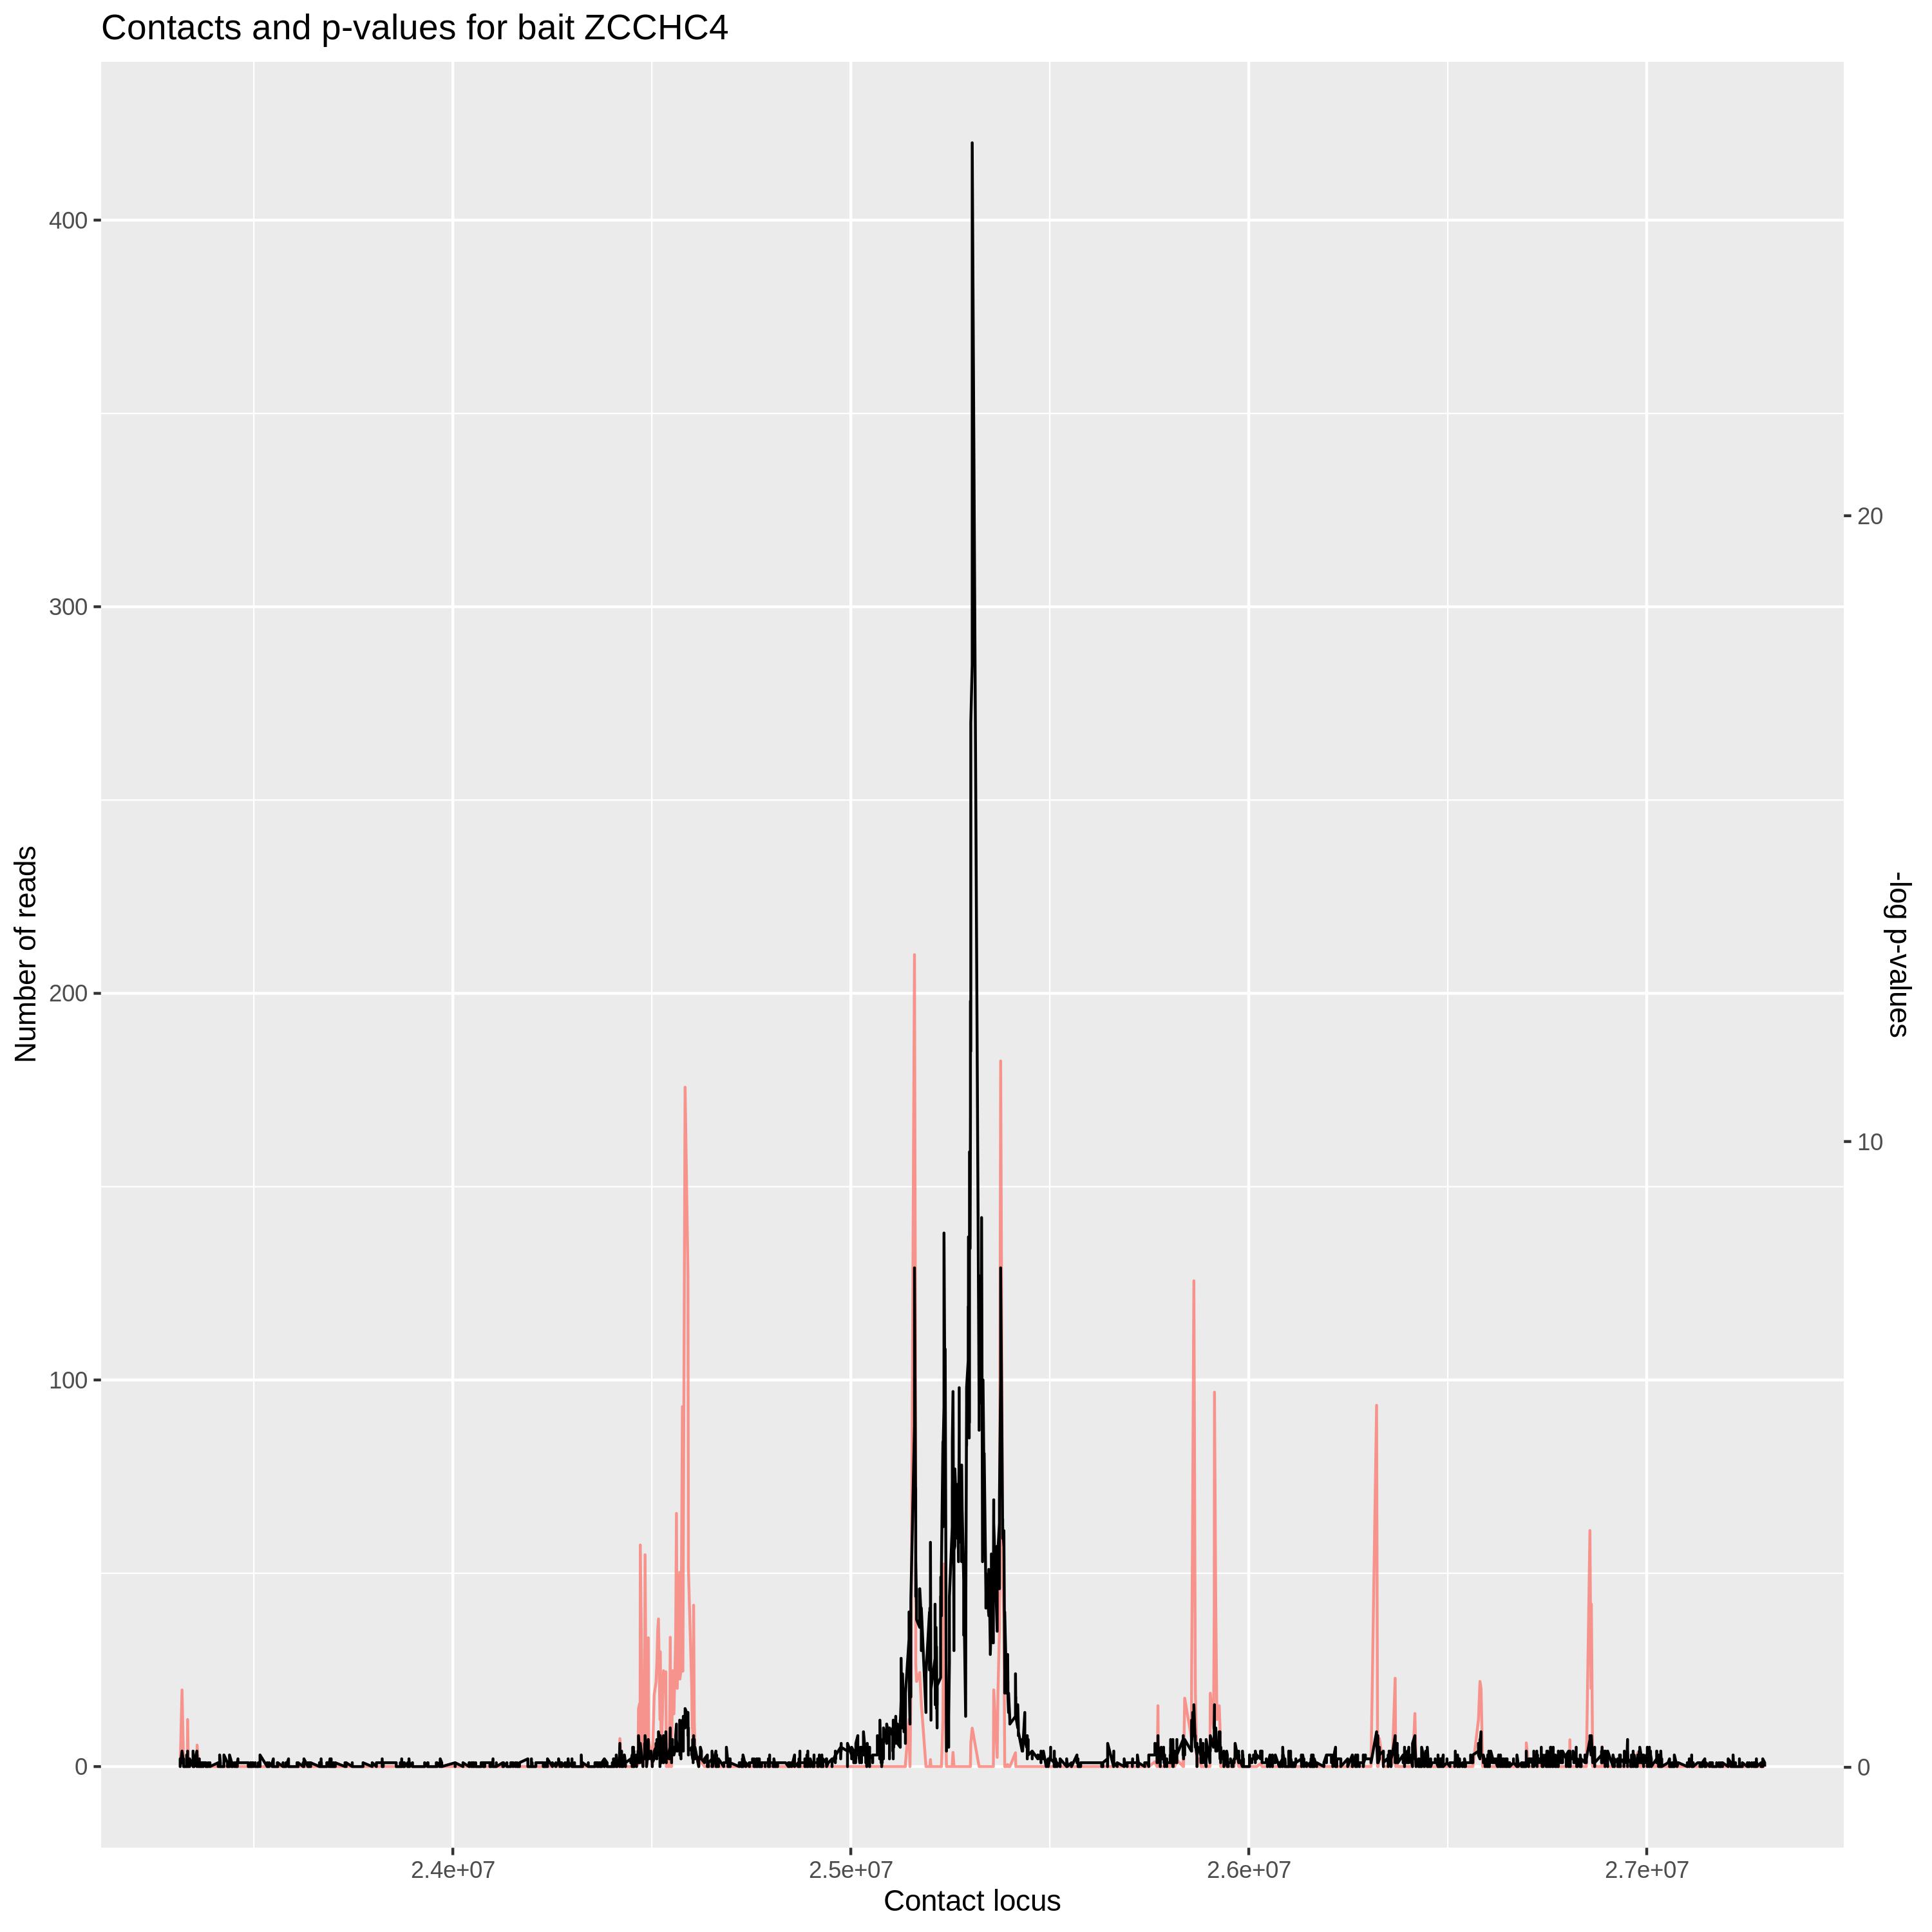 Contacts and p-values for bait ZCCHC4
400
300
200
100
0
Number of reads
20
10
0
-log p-values
2.4e+07
2.5e+07
2.6e+07
2.7e+07
Contact locus